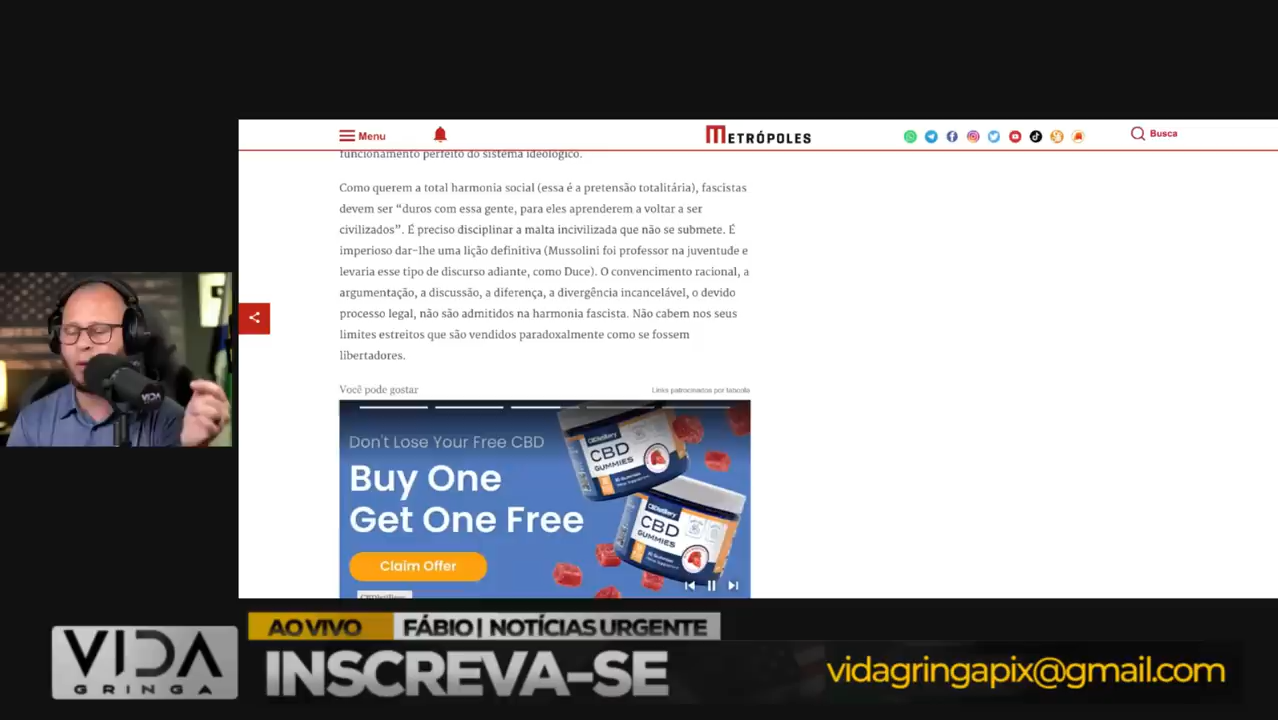 Menu
METRÓPOLES
Busca
funcionamento perfeito do sistema ideológico.
Como querem a total harmonia social (essa é a pretensão totalitária), fascistas
devem ser “duros com essa gente, para eles aprenderem a voltar a ser
civilizados”. É preciso disciplinar a malta incivilizada que não se submete. É
imperioso dar-lhe uma lição definitiva (Mussolini foi professor na juventude e
levaria esse tipo de discurso adiante, como Duce). O convencimento racional, a
argumentação, a discussão, a diferença, a divergência incancelável, o devido
processo legal, não são admitidos na harmonia fascista. Não cabem nos seus
limites estreitos que são vendidos paradoxalmente como se fossem
libertadores.
Você pode gostar
Links patrocinados por taboola
Don't Lose Your Free CBD
Buy One
Get One Free
Claim Offer
CBD
GUMMIES
CBD
GUMMIES
VIDA
VIDA
GRINGA
AO VIVO
FÁBIO | NOTÍCIAS URGENTE
INSCREVA-SE
vidagringapix@gmail.com